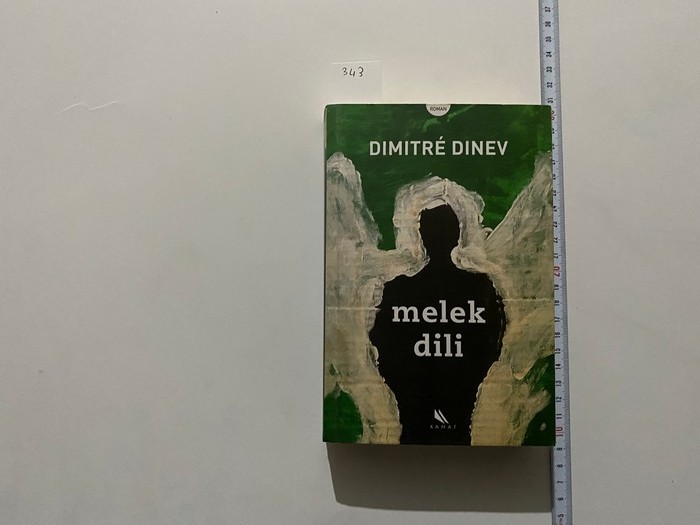 343
ROMAN
DIMITRÉ DINEV
melek
dili
KANAT